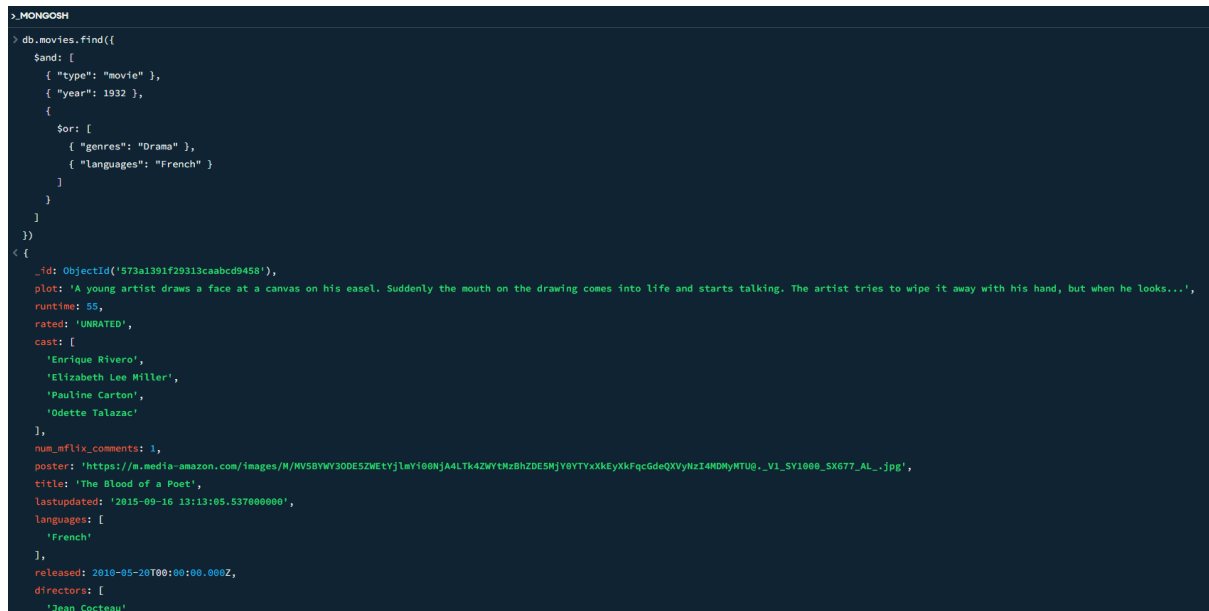 >_MONGOSH
> db.movies.find({
$and: [
{ "type": "movie" },
{ "year": 1932 },
{
$or: [
{ "genres": "Drama" },
{ "languages": "French" }
]
}
]
})
< {
_id: ObjectId('573a1391f29313caabcd9458'),
plot: 'A young artist draws a face at a canvas on his easel. Suddenly the mouth on the drawing comes into life and starts talking. The artist tries to wipe it away with his hand, but when he looks...',
runtime: 55,
rated: 'UNRATED',
cast: [
'Enrique Rivero',
'Elizabeth Lee Miller',
'Pauline Carton',
'Odette Talazac'
],
num_mflix_comments: 1,
poster: 'https://m.media-amazon.com/images/M/MV5BYWY3ODE5ZWEtYjlmYi00NjA4LTk4ZWYtMzBhZDE5MjY0YTYxXkEyXkFqcGdeQXVyNzI4MDMyMTU@._V1_SY1000_SX677_AL_.jpg',
title: 'The Blood of a Poet',
lastupdated: '2015-09-16 13:13:05.537000000',
languages: [
'French'
],
released: 2010-05-20T00:00:00.000Z,
directors: [
'Jean Cocteau'